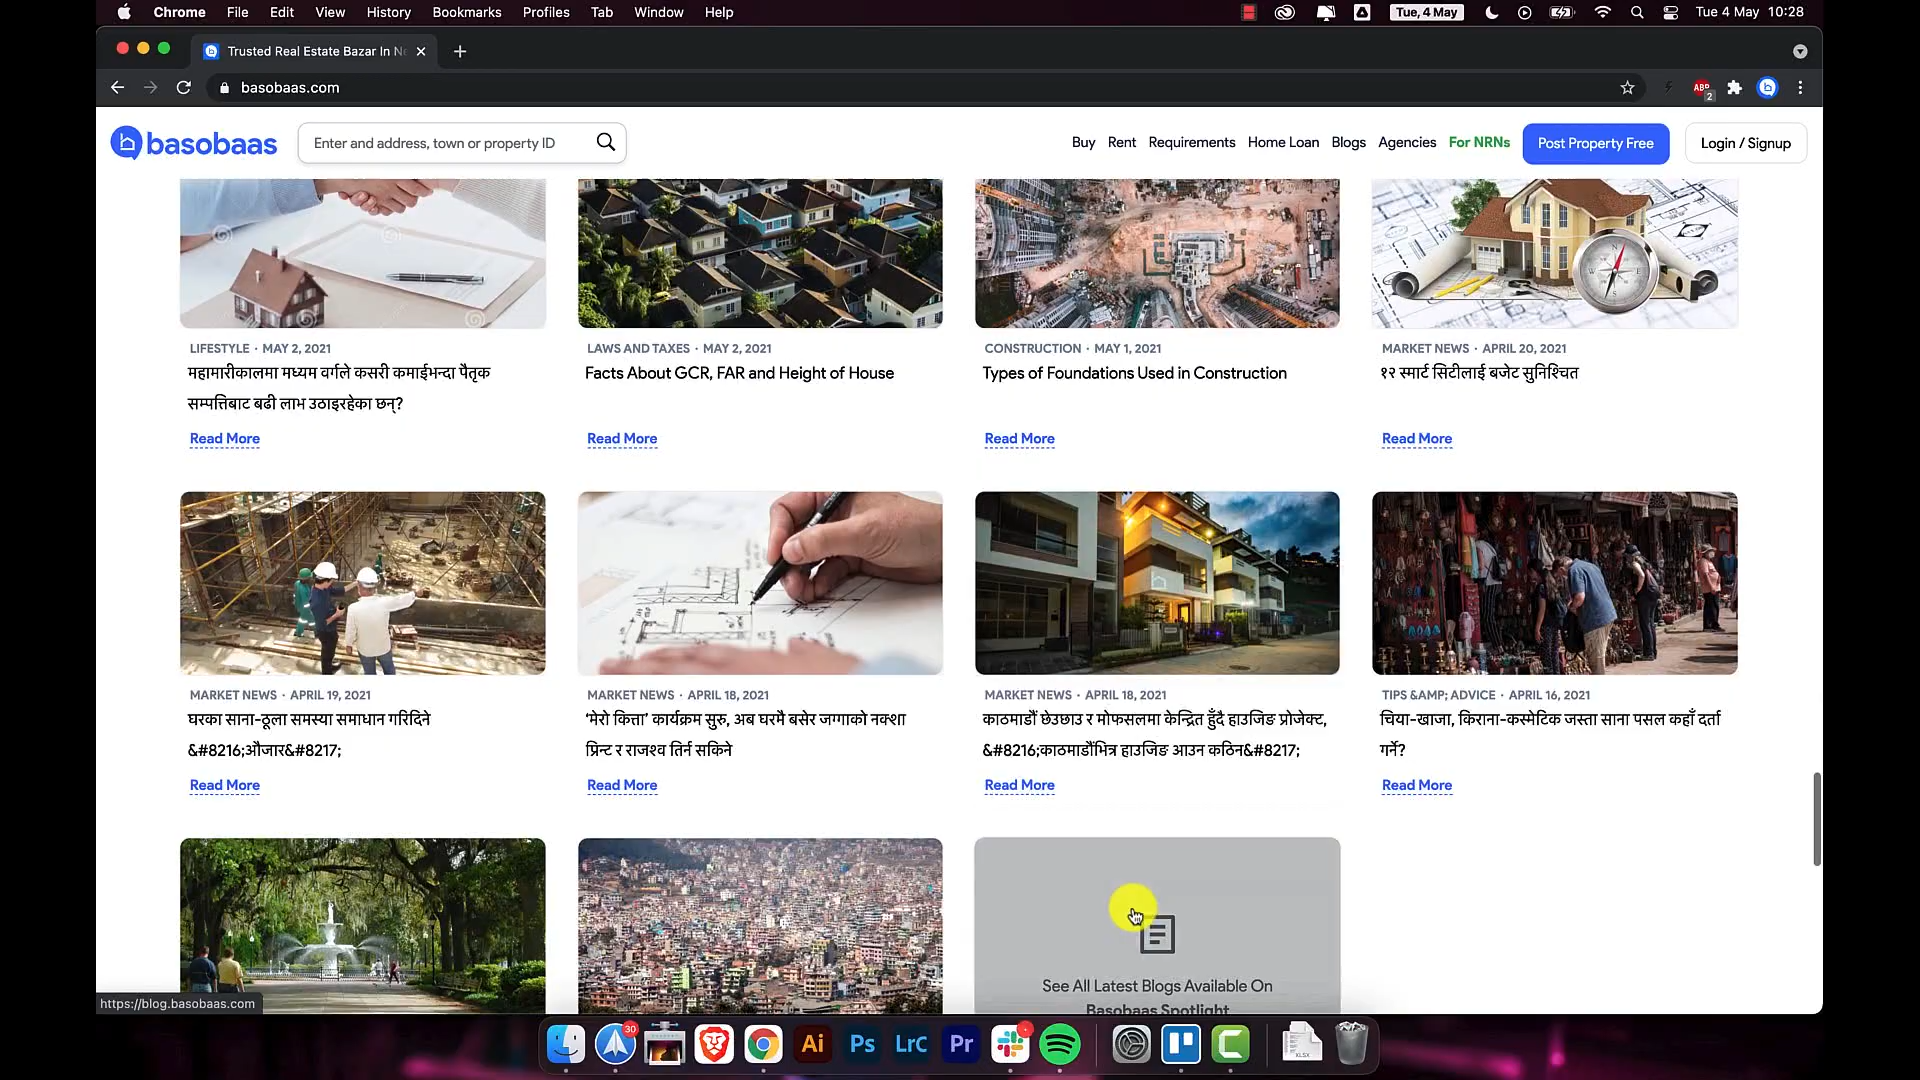 Chrome File Edit View History Bookmarks Profiles Tab Window Help Tue, 4 May Tue 4 May 10:28
Trusted Real Estate Bazar In Ne
basobaas.com ABP 2
basobaas Enter and address, town or property ID Buy Rent Requirements Home Loan Blogs Agencies For NRNs Post Property Free Login / Signup
LIFESTYLE · MAY 2, 2021
महामारीकालमा मध्यम वर्गले कसरी कमाईभन्दा पैतृक
सम्पत्तिबाट बढी लाभ उठाइरहेका छन्?
Read More
LAWS AND TAXES · MAY 2, 2021
Facts About GCR, FAR and Height of House
Read More
CONSTRUCTION · MAY 1, 2021
Types of Foundations Used in Construction
Read More
MARKET NEWS · APRIL 20, 2021
१२ स्मार्ट सिटीलाई बजेट सुनिश्चित
Read More
MARKET NEWS · APRIL 19, 2021
घरका साना-ठूला समस्या समाधान गरिदिने
&#8216;औजार&#8217;
Read More
MARKET NEWS · APRIL 18, 2021
‘मेरो कित्ता’ कार्यक्रम सुरु, अब घरमै बसेर जग्गाको नक्शा
प्रिन्ट र राजश्व तिर्न सकिने
Read More
MARKET NEWS · APRIL 18, 2021
काठमाडौं छेउछाउ र मोफसलमा केन्द्रित हुँदै हाउजिङ प्रोजेक्ट,
&#8216;काठमाडौंभित्र हाउजिङ आउन कठिन&#8217;
Read More
TIPS &AMP; ADVICE · APRIL 16, 2021
चिया-खाजा, किराना-कस्मेटिक जस्ता साना पसल कहाँ दर्ता
गर्ने?
Read More
See All Latest Blogs Available On
Basobaas Spotlight
https://blog.basobaas.com
30 Ai Ps LrC Pr XLSX